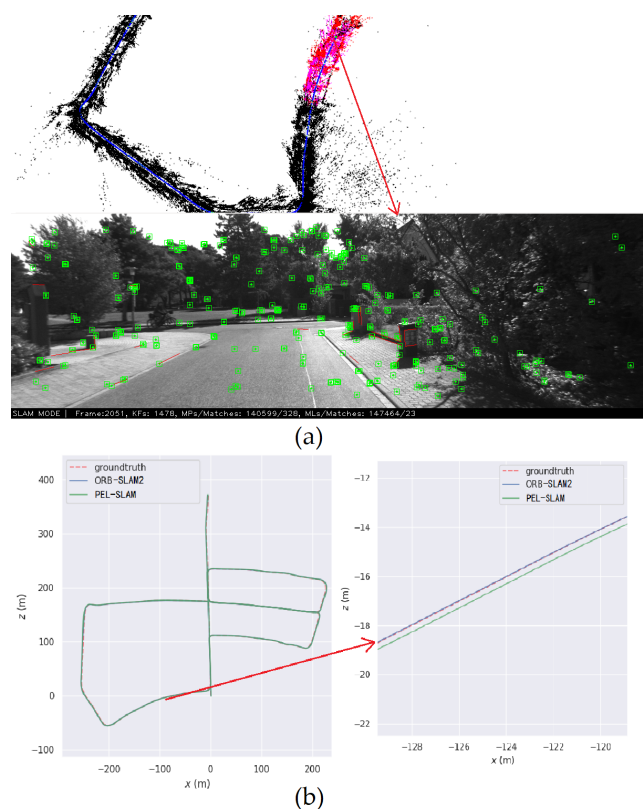 SLAM MODE | Frame:2051, KFs: 1478, MPs/Matches: 140599/328, MLs/Matches: 147464/23
(a)
groundtruth
ORB-SLAM2
PEL-SLAM
400
300
200
100
0
−100
z (m)
−200 −100 0 100 200
x (m)
groundtruth
ORB-SLAM2
PEL-SLAM
−12
−14
−16
−18
−20
−22
z (m)
−128 −126 −124 −122 −120
x (m)
(b)